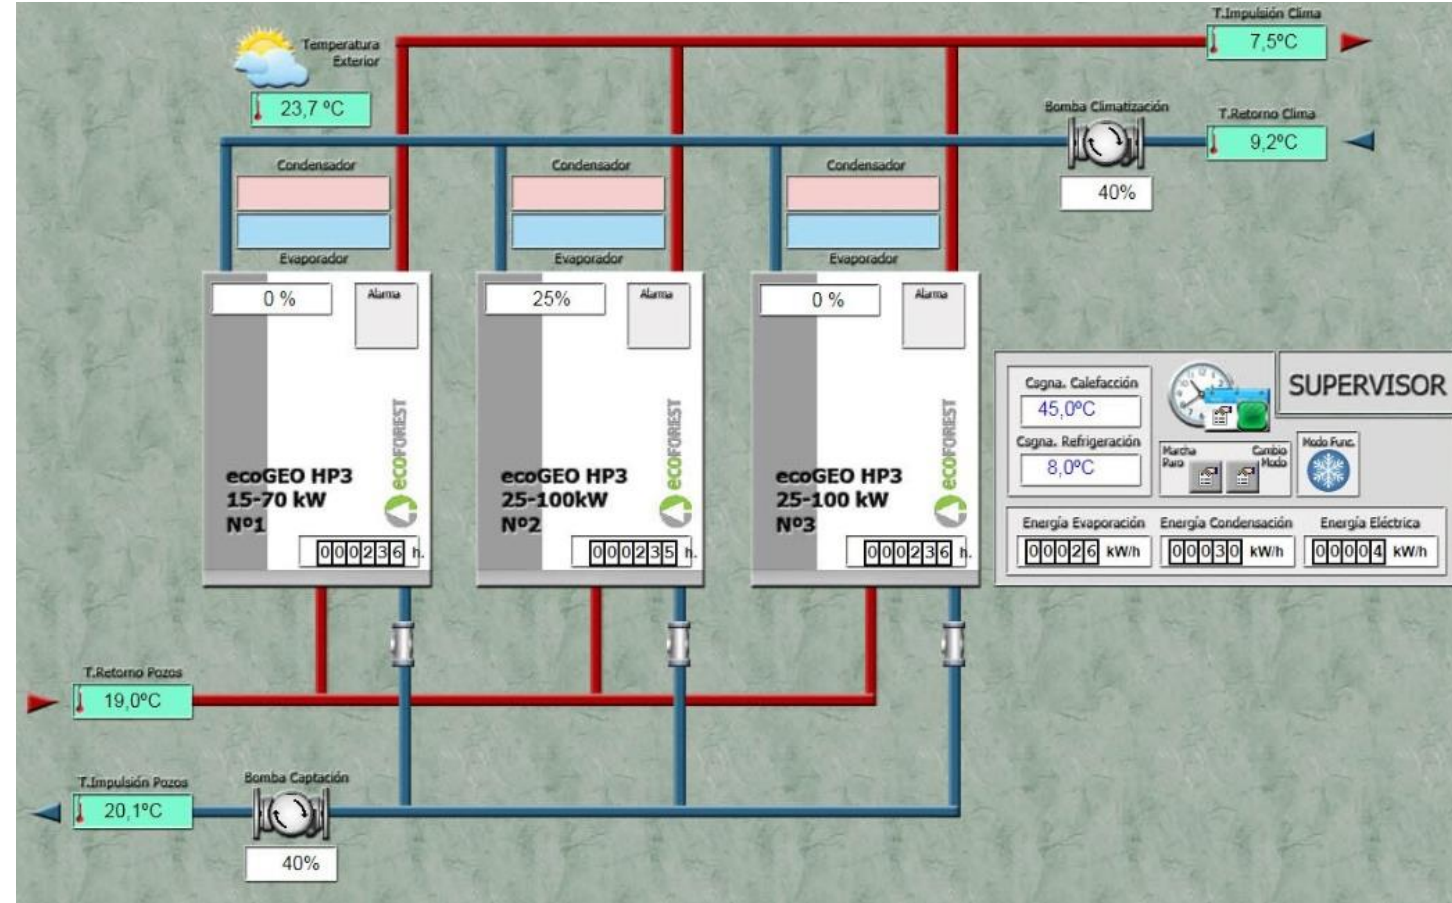 T.Impulsión Clima
7,5ºC
Temperatura
Exterior
23,7 ºC
Bomba Climatización
40%
T.Retorno Clima
9,2ºC
Condensador
Evaporador
Condensador
Evaporador
Condensador
Evaporador
0 %
Alarma
ecoFOREST
ecoGEO HP3
15-70 kW
Nº1
000236 h.
25%
Alarma
ecoFOREST
ecoGEO HP3
25-100kW
Nº2
000235 h.
0 %
Alarma
ecoFOREST
ecoGEO HP3
25-100 kW
Nº3
000236 h.
Csgna. Calefacción
45,0ºC
Csgna. Refrigeración
8,0ºC
SUPERVISOR
Marcha
Paro
Cambio
Modo
Modo Func.
Energía Evaporación
00026 kW/h
Energía Condensación
00030 kW/h
Energía Eléctrica
00004 kW/h
T.Retorno Pozos
19,0ºC
T.Impulsión Pozos
20,1ºC
Bomba Captación
40%